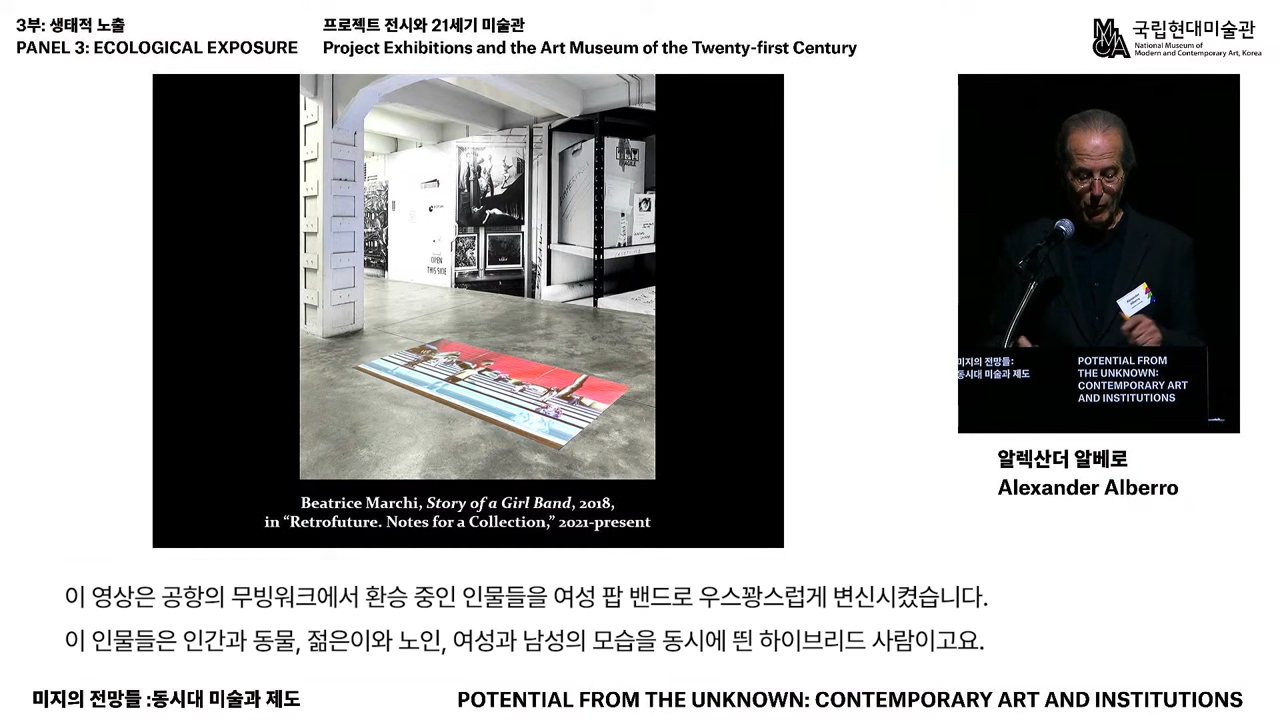 3부: 생태적 노출
PANEL 3: ECOLOGICAL EXPOSURE
프로젝트 전시와 21세기 미술관
Project Exhibitions and the Art Museum of the Twenty-first Century
MMCA
국립현대미술관
National Museum of
Modern and Contemporary Art, Korea
OPEN
THIS SIDE
Beatrice Marchi, Story of a Girl Band, 2018,
in “Retrofuture. Notes for a Collection,” 2021-present
Alexander
Alberro
미지의 전망들:
동시대 미술과 제도
POTENTIAL FROM
THE UNKNOWN:
CONTEMPORARY ART
AND INSTITUTIONS
알렉산더 알베로
Alexander Alberro
이 영상은 공항의 무빙워크에서 환승 중인 인물들을 여성 팝 밴드로 우스꽝스럽게 변신시켰습니다.
이 인물들은 인간과 동물, 젊은이와 노인, 여성과 남성의 모습을 동시에 띈 하이브리드 사람이고요.
미지의 전망들 :동시대 미술과 제도
POTENTIAL FROM THE UNKNOWN: CONTEMPORARY ART AND INSTITUTIONS